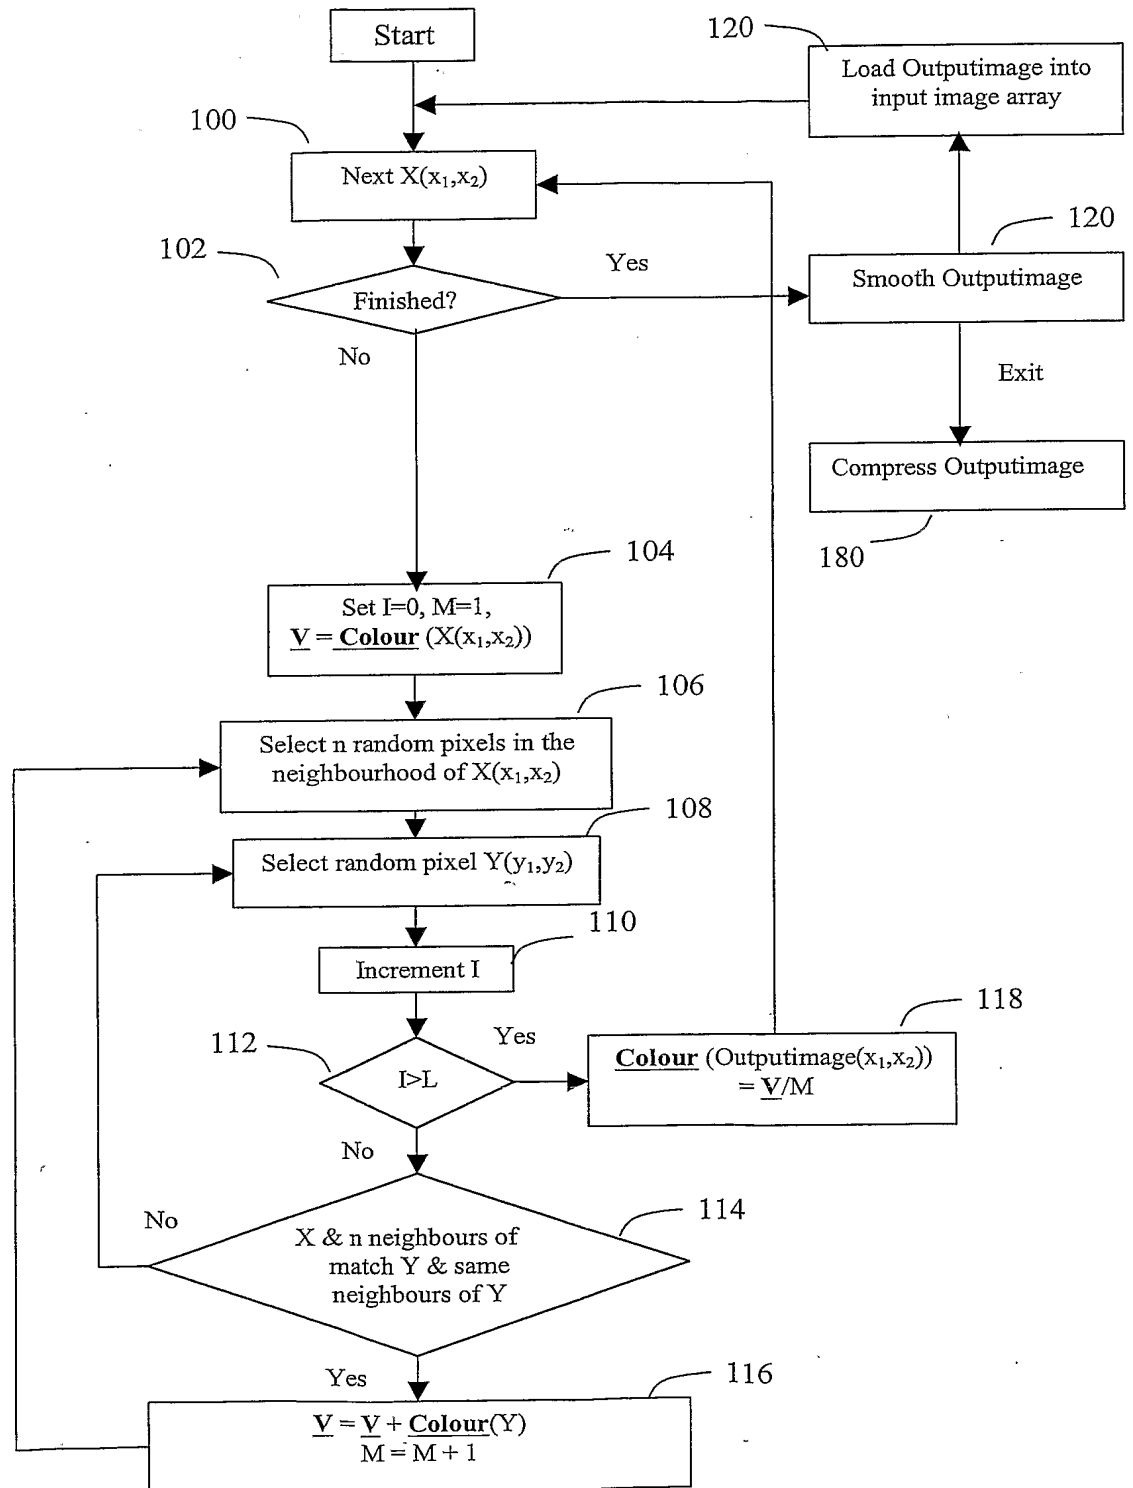 Start
120
Load Outputimage into
input image array
100
Next X(x₁,x₂)
102
Finished?
Yes
No
120
Smooth Outputimage
Exit
Compress Outputimage
180
104
Set I=0, M=1,
V = Colour (X(x₁,x₂))
106
Select n random pixels in the
neighbourhood of X(x₁,x₂)
108
Select random pixel Y(y₁,y₂)
110
Increment I
112
I>L
Yes
No
118
Colour (Outputimage(x₁,x₂))
= V/M
114
X & n neighbours of
match Y & same
neighbours of Y
No
Yes
116
V = V + Colour(Y)
M = M + 1